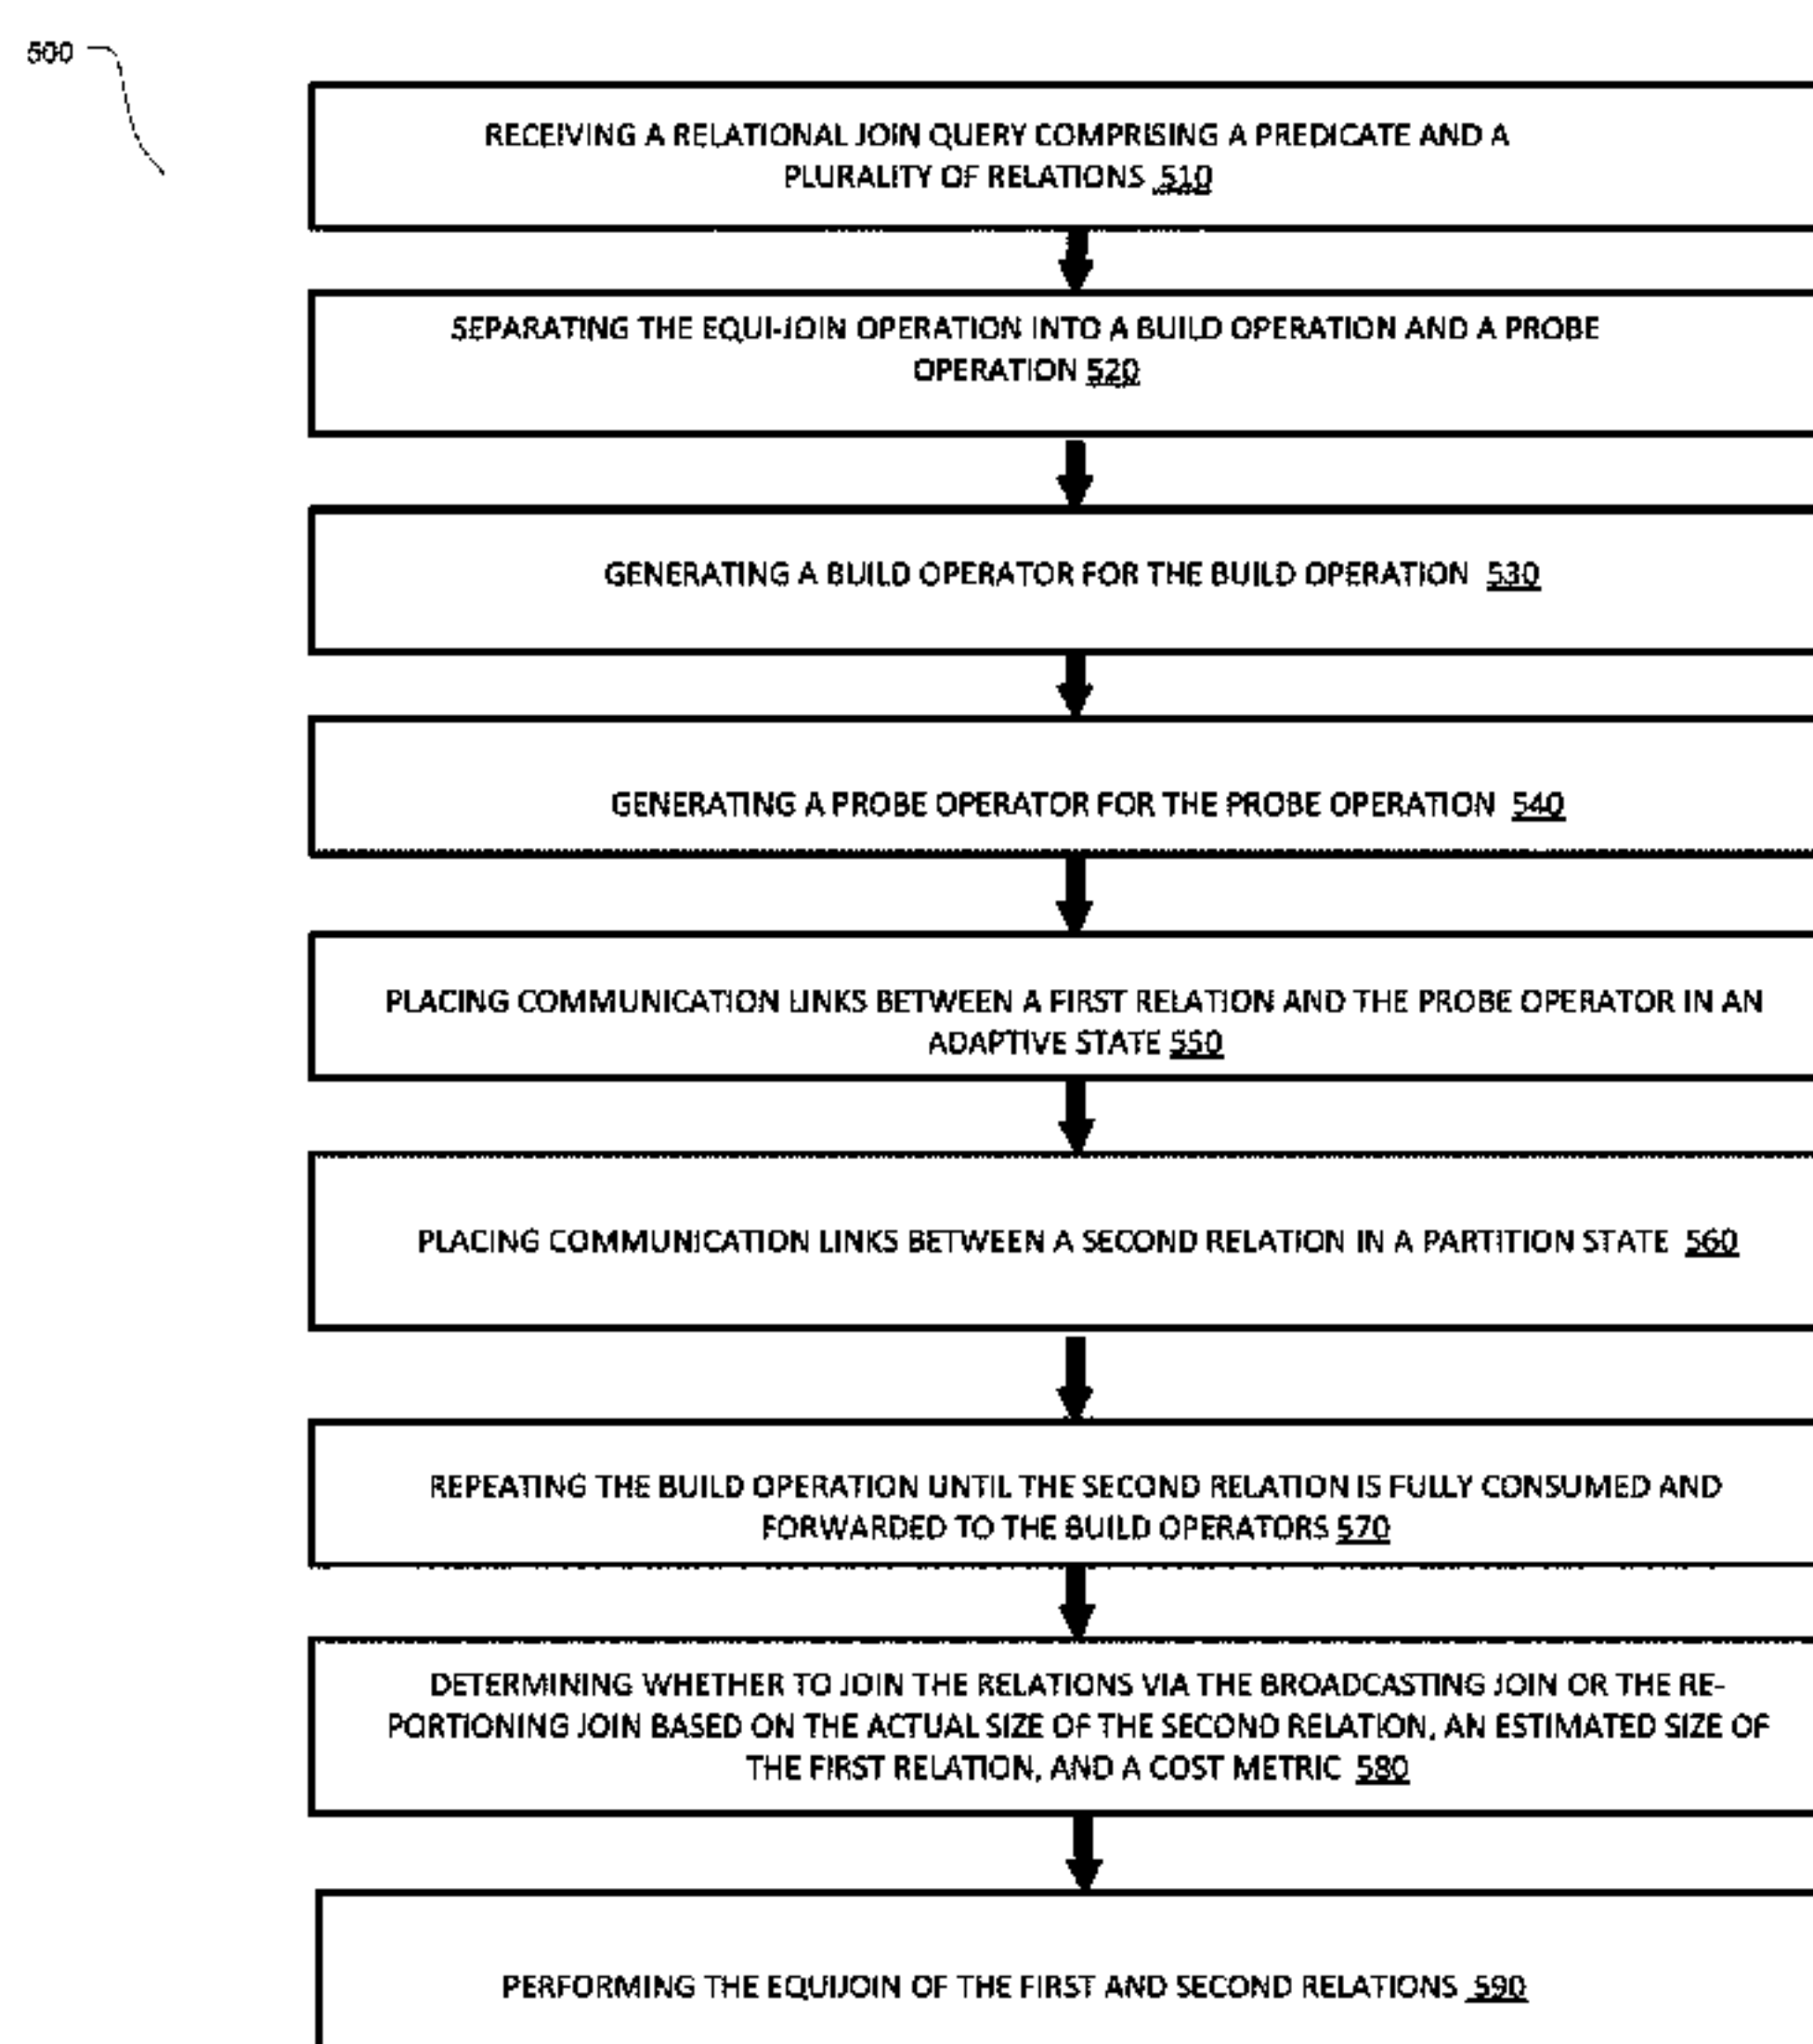 500
RECEIVING A RELATIONAL JOIN QUERY COMPRISING A PREDICATE AND A
PLURALITY OF RELATIONS 510
SEPARATING THE EQUI-JOIN OPERATION INTO A BUILD OPERATION AND A PROBE
OPERATION 520
GENERATING A BUILD OPERATOR FOR THE BUILD OPERATION 530
GENERATING A PROBE OPERATOR FOR THE PROBE OPERATION 540
PLACING COMMUNICATION LINKS BETWEEN A FIRST RELATION AND THE PROBE OPERATOR IN AN
ADAPTIVE STATE 550
PLACING COMMUNICATION LINKS BETWEEN A SECOND RELATION IN A PARTITION STATE 560
REPEATING THE BUILD OPERATION UNTIL THE SECOND RELATION IS FULLY CONSUMED AND
FORWARDED TO THE BUILD OPERATORS 570
DETERMINING WHETHER TO JOIN THE RELATIONS VIA THE BROADCASTING JOIN OR THE RE-
PORTIONING JOIN BASED ON THE ACTUAL SIZE OF THE SECOND RELATION, AN ESTIMATED SIZE OF
THE FIRST RELATION, AND A COST METRIC 580
PERFORMING THE EQUIJOIN OF THE FIRST AND SECOND RELATIONS 590